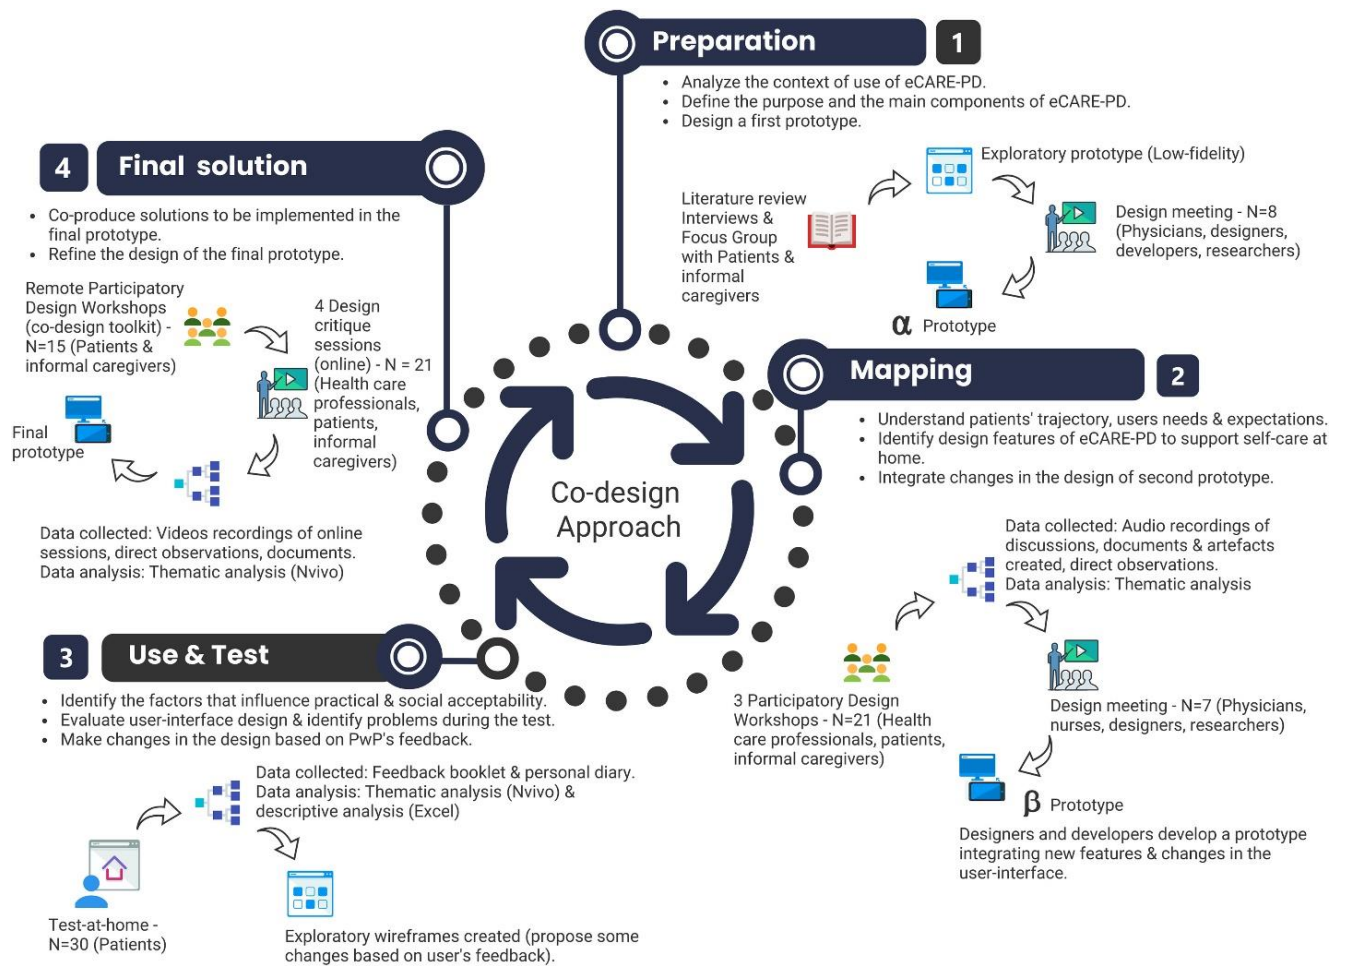 Preparation
1
• Analyze the context of use of eCARE-PD.
• Define the purpose and the main components of eCARE-PD.
• Design a first prototype.
Literature review
Interviews &
Focus Group
with Patients &
informal
caregivers
Exploratory prototype (Low-fidelity)
Design meeting - N=8
(Physicians, designers,
developers, researchers)
α Prototype
Mapping
2
• Understand patients' trajectory, users needs & expectations.
• Identify design features of eCARE-PD to support self-care at
home.
• Integrate changes in the design of second prototype.
Data collected: Audio recordings of
discussions, documents & artefacts
created, direct observations.
Data analysis: Thematic analysis
3 Participatory Design
Workshops - N=21 (Health
care professionals, patients,
informal caregivers)
Design meeting - N=7 (Physicians,
nurses, designers, researchers)
β Prototype
Designers and developers develop a prototype
integrating new features & changes in the
user-interface.
Co-design
Approach
3
Use & Test
• Identify the factors that influence practical & social acceptability.
• Evaluate user-interface design & identify problems during the test.
• Make changes in the design based on PwP's feedback.
Data collected: Feedback booklet & personal diary.
Data analysis: Thematic analysis (Nvivo) &
descriptive analysis (Excel)
Test-at-home -
N=30 (Patients)
Exploratory wireframes created (propose some
changes based on user's feedback).
4
Final solution
• Co-produce solutions to be implemented in the
final prototype.
• Refine the design of the final prototype.
Remote Participatory
Design Workshops
(co-design toolkit) -
N=15 (Patients &
informal caregivers)
4 Design
critique
sessions
(online) - N = 21
(Health care
professionals,
patients,
informal
caregivers)
Final
prototype
Data collected: Videos recordings of online
sessions, direct observations, documents.
Data analysis: Thematic analysis (Nvivo)